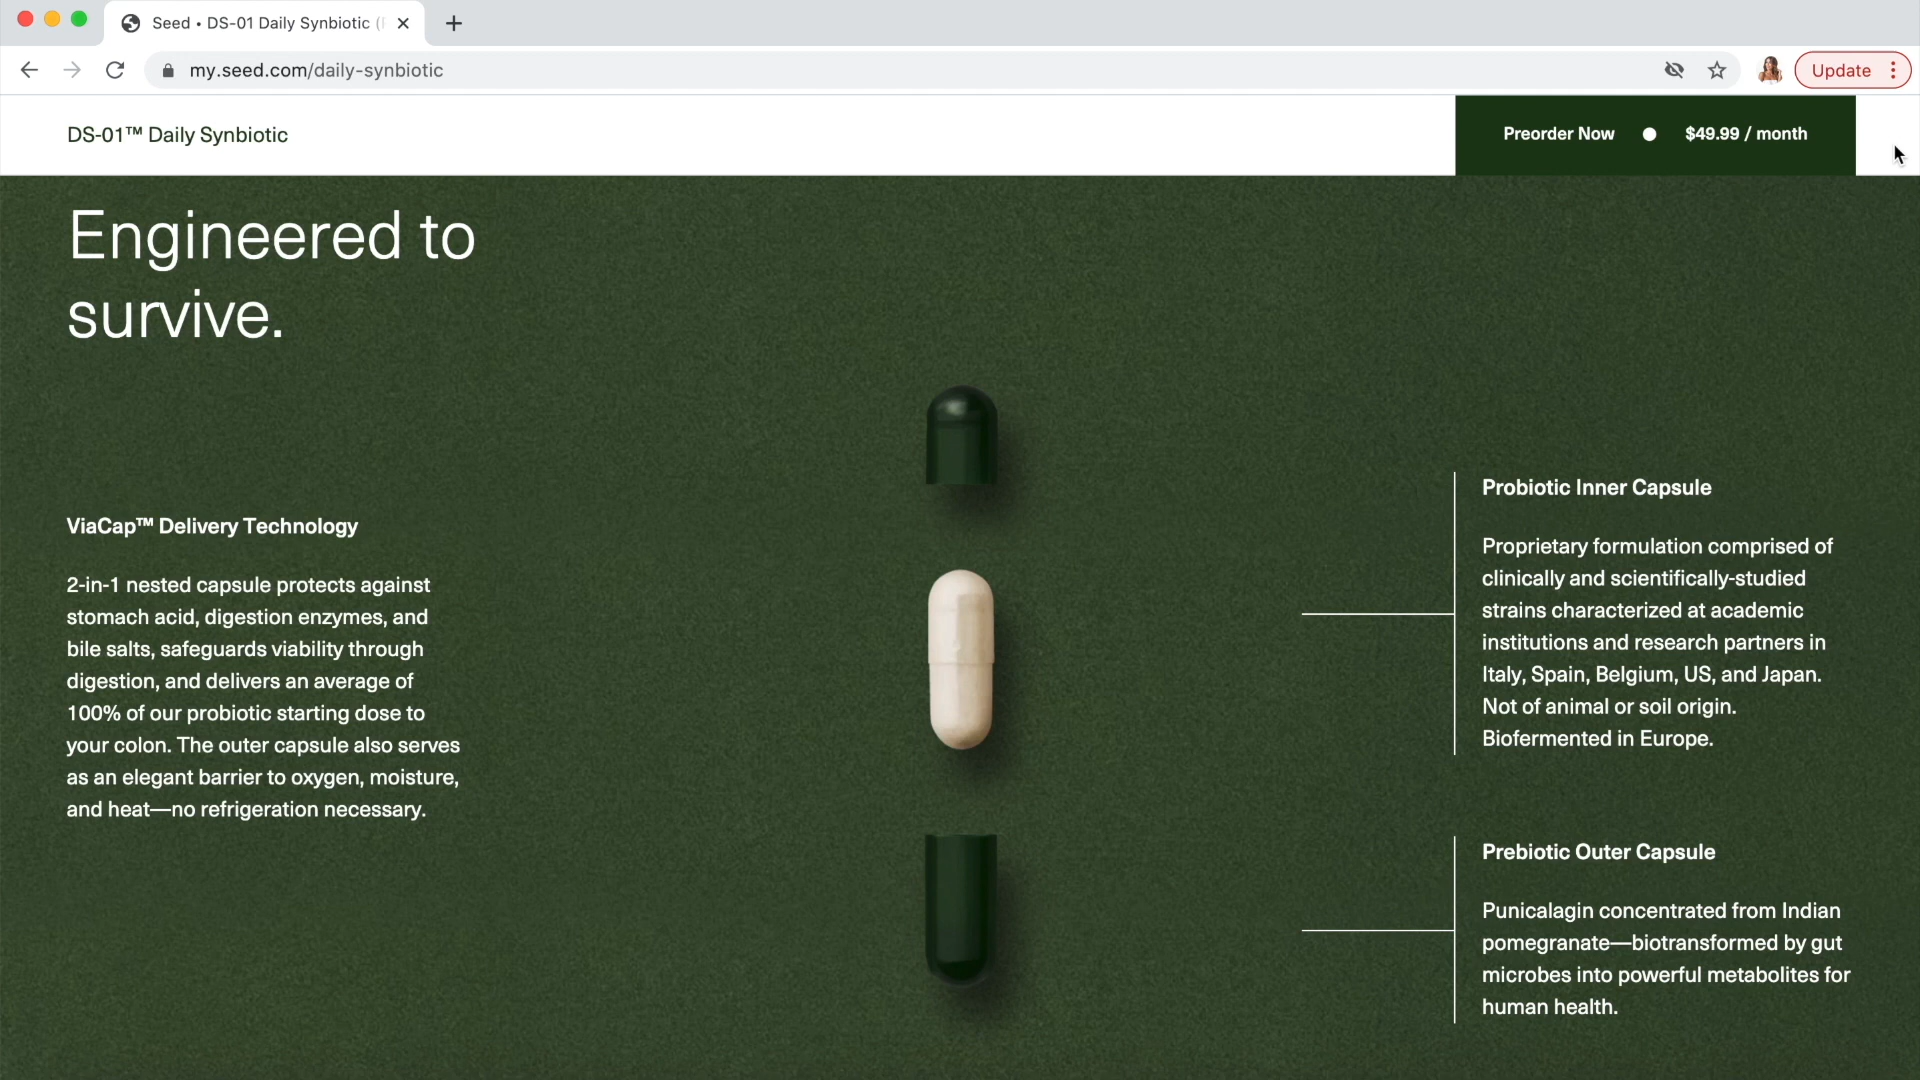 Seed • DS-01 Daily Synbiotic (
my.seed.com/daily-synbiotic
Update
DS-01™ Daily Synbiotic
Preorder Now
$49.99 / month
Engineered to
survive.
ViaCap™ Delivery Technology
2-in-1 nested capsule protects against
stomach acid, digestion enzymes, and
bile salts, safeguards viability through
digestion, and delivers an average of
100% of our probiotic starting dose to
your colon. The outer capsule also serves
as an elegant barrier to oxygen, moisture,
and heat—no refrigeration necessary.
Probiotic Inner Capsule
Proprietary formulation comprised of
clinically and scientifically-studied
strains characterized at academic
institutions and research partners in
Italy, Spain, Belgium, US, and Japan.
Not of animal or soil origin.
Biofermented in Europe.
Prebiotic Outer Capsule
Punicalagin concentrated from Indian
pomegranate—biotransformed by gut
microbes into powerful metabolites for
human health.